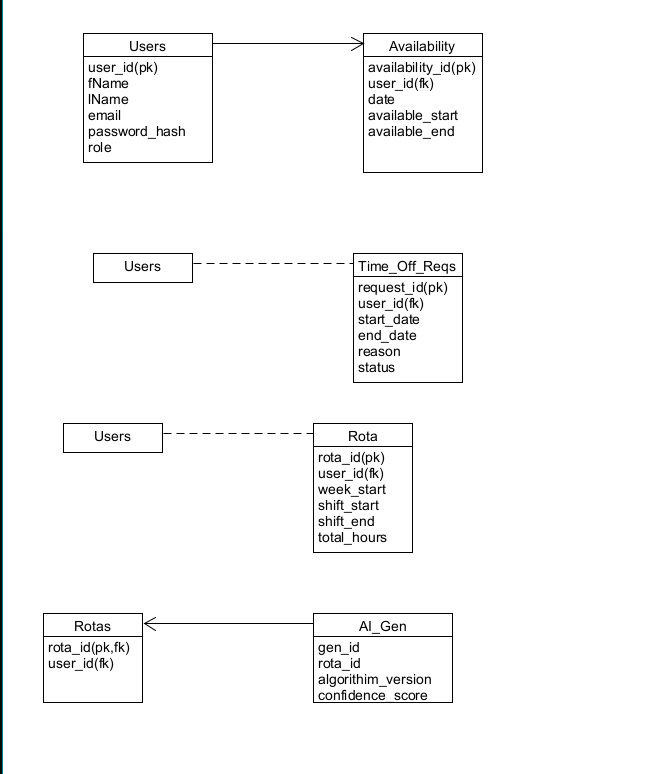 Users
user_id(pk)
fName
lName
email
password_hash
role
Availability
availability_id(pk)
user_id(fk)
date
available_start
available_end
Users
Time_Off_Reqs
request_id(pk)
user_id(fk)
start_date
end_date
reason
status
Users
Rota
rota_id(pk)
user_id(fk)
week_start
shift_start
shift_end
total_hours
Rotas
rota_id(pk,fk)
user_id(fk)
AI_Gen
gen_id
rota_id
algorithim_version
confidence_score